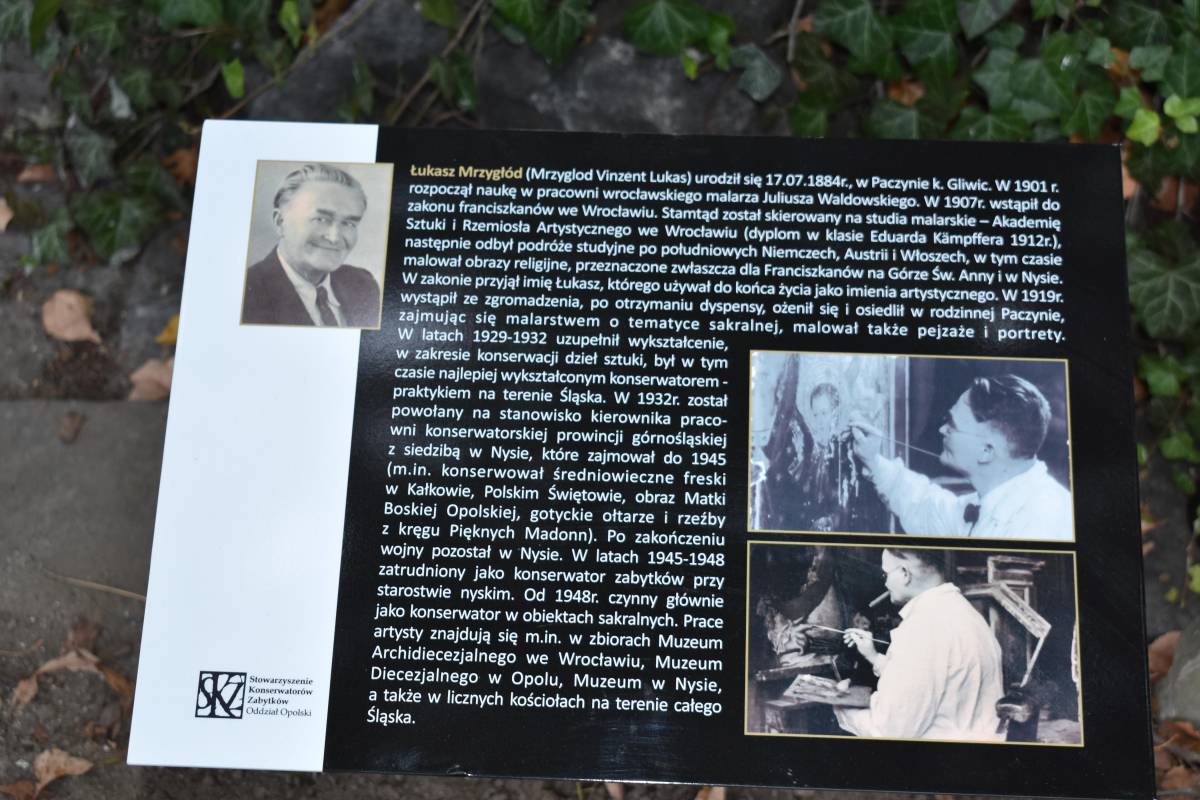 Łukasz Mrzygłód (Mrzyglod Vinzent Lukas) urodził się 17.07.1884r., w Paczynie k. Gliwic. W 1901 r.
rozpoczął naukę w pracowni wrocławskiego malarza Juliusza Waldowskiego. W 1907r. wstąpił do
zakonu franciszkanów we Wrocławiu. Stamtąd został skierowany na studia malarskie – Akademię
Sztuki i Rzemiosła Artystycznego we Wrocławiu (dyplom w klasie Eduarda Kämpffera 1912r.),
następnie odbył podróże studyjne po południowych Niemczech, Austrii i Włoszech, w tym czasie
malował obrazy religijne, przeznaczone zwłaszcza dla Franciszkanów na Górze Św. Anny i w Nysie.
W zakonie przyjął imię Łukasz, którego używał do końca życia jako imienia artystycznego. W 1919r.
wystąpił ze zgromadzenia, po otrzymaniu dyspensy, ożenił się i osiedlił w rodzinnej Paczynie,
zajmując się malarstwem o tematyce sakralnej, malował także pejzaże i portrety.
W latach 1929-1932 uzupełnił wykształcenie,
w zakresie konserwacji dzieł sztuki, był w tym
czasie najlepiej wykształconym konserwatorem -
praktykiem na terenie Śląska. W 1932r. został
powołany na stanowisko kierownika praco-
wni konserwatorskiej prowincji górnośląskiej
z siedzibą w Nysie, które zajmował do 1945
(m.in. konserwował średniowieczne freski
w Kałkowie, Polskim Świętowie, obraz Matki
Boskiej Opolskiej, gotyckie ołtarze i rzeźby
z kręgu Pięknych Madonn). Po zakończeniu
wojny pozostał w Nysie. W latach 1945-1948
zatrudniony jako konserwator zabytków przy
starostwie nyskim. Od 1948r. czynny głównie
jako konserwator w obiektach sakralnych. Prace
artysty znajdują się m.in. w zbiorach Muzeum
Archidiecezjalnego we Wrocławiu, Muzeum
Diecezjalnego w Opolu, Muzeum w Nysie,
a także w licznych kościołach na terenie całego
Śląska.
SKZ
Stowarzyszenie
Konserwatorów
Zabytków
Oddział Opolski